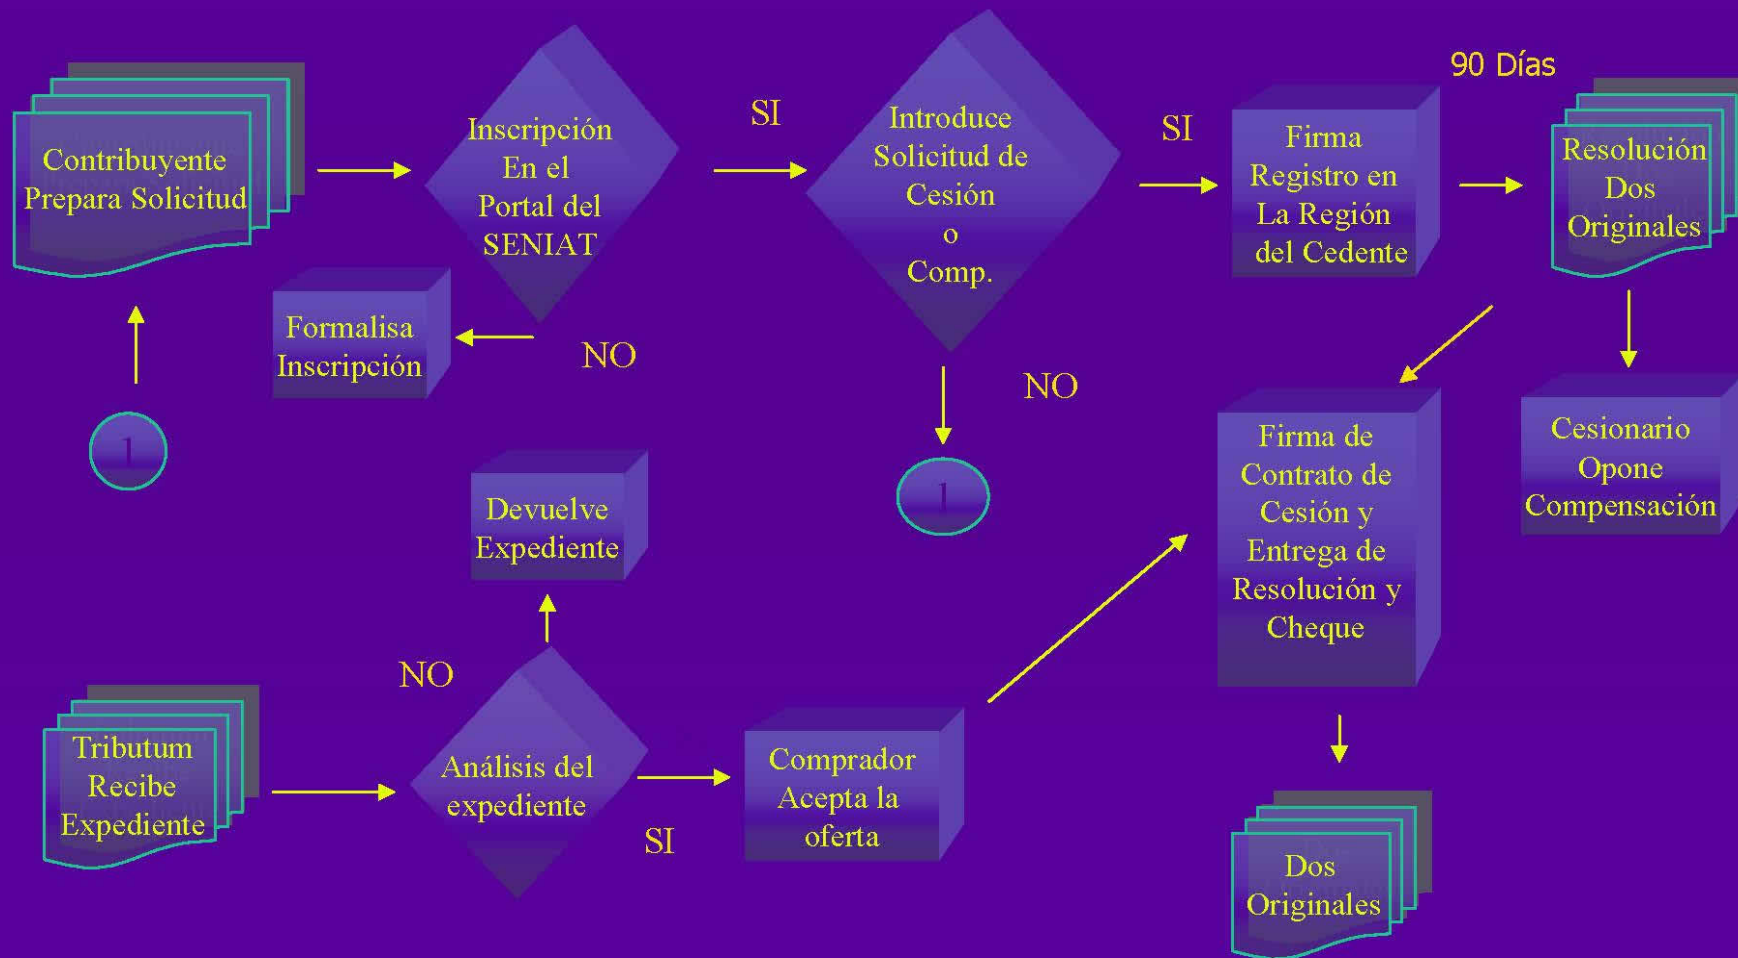 Contribuyente
Prepara Solicitud
Inscripción
En el
Portal del
SENIAT
SI
Introduce
Solicitud de
Cesión
o
Comp.
SI
Firma
Registro en
La Región
del Cedente
90 Días
Resolución
Dos
Originales
Formalisa
Inscripción
NO
NO
1
1
Firma de
Contrato de
Cesión y
Entrega de
Resolución y
Cheque
Cesionario
Opone
Compensación
Devuelve
Expediente
NO
Tributum
Recibe
Expediente
Análisis del
expediente
SI
Comprador
Acepta la
oferta
Dos
Originales